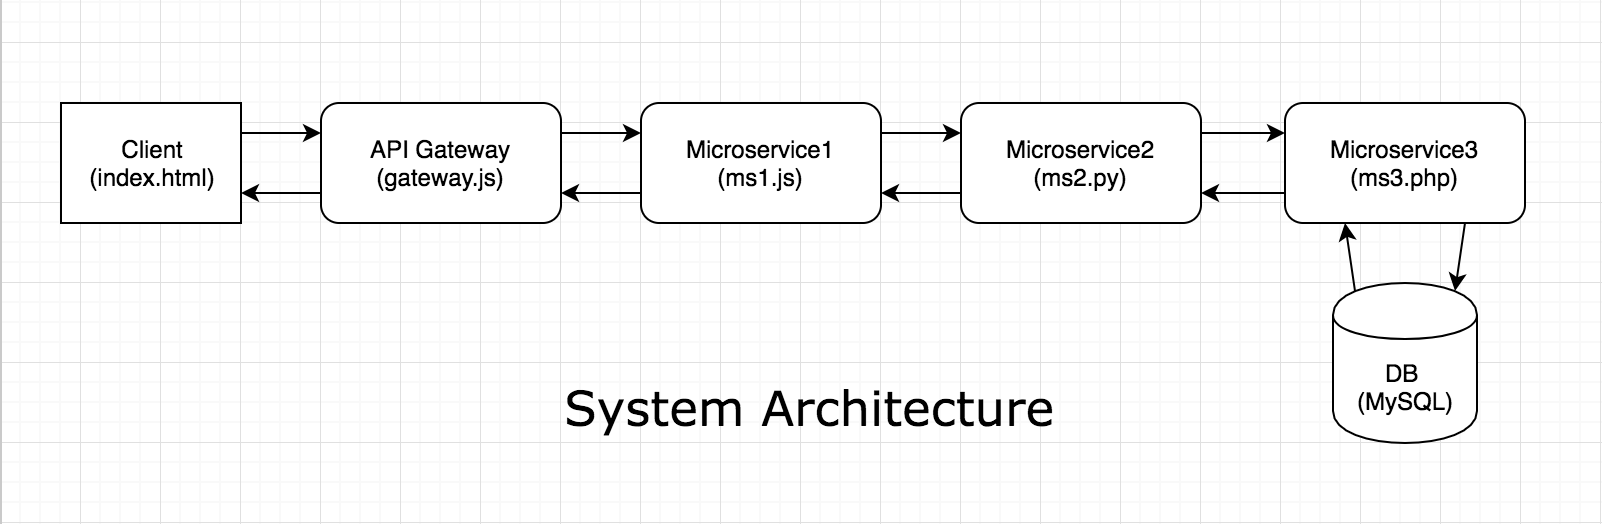 Client
(index.html)
API Gateway
(gateway.js)
Microservice1
(ms1.js)
Microservice2
(ms2.py)
Microservice3
(ms3.php)
DB
(MySQL)
System Architecture